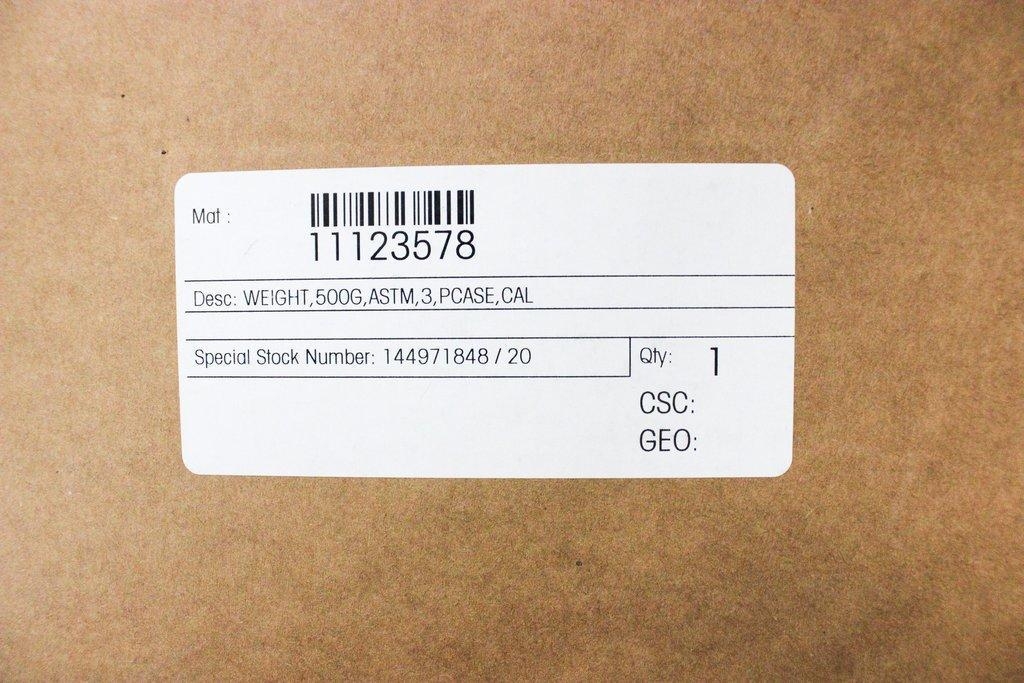 Mat :
11123578
Desc: WEIGHT,500G,ASTM,3,PCASE,CAL
Special Stock Number: 144971848 / 20
Qty: 1
CSC:
GEO: